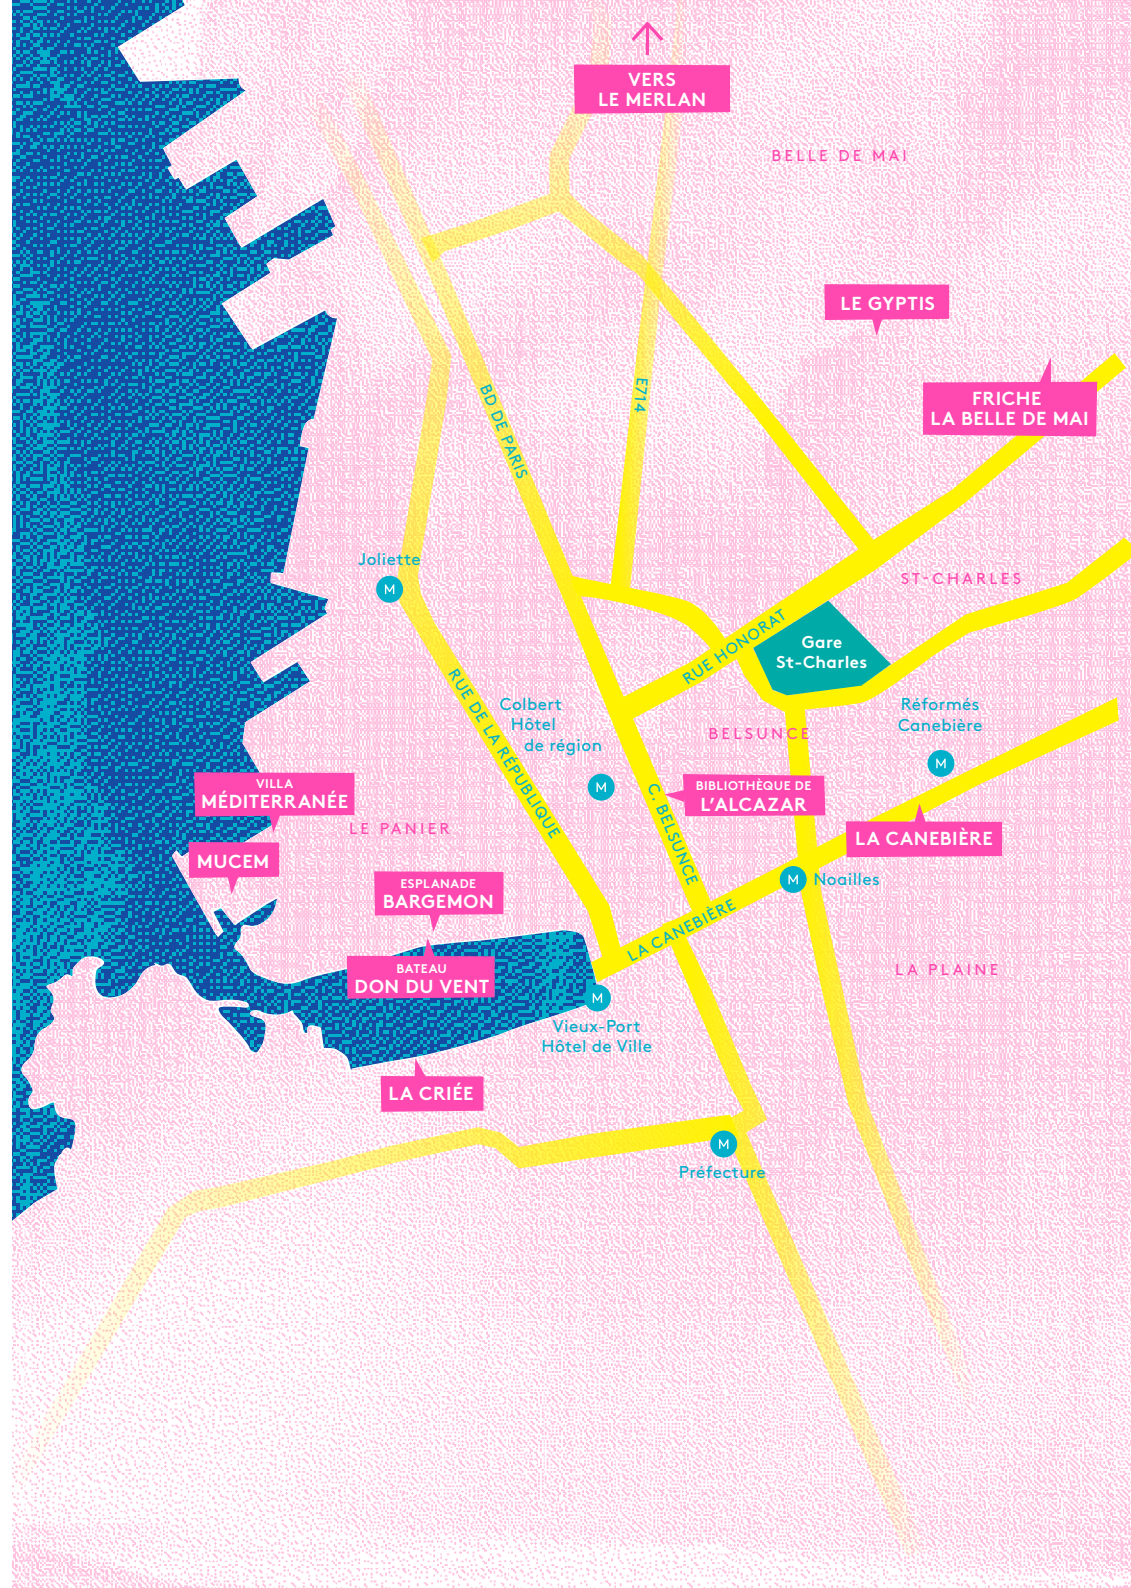 VERS
LE MERLAN
BELLE DE MAI
LE GYPTIS
FRICHE
LA BELLE DE MAI
BD DE PARIS
E714
Joliette
M
ST-CHARLES
RUE HONORAT
Gare
St-Charles
RUE DE LA RÉPUBLIQUE
Colbert
Hôtel
de région
M
Réformés
Canebière
M
BELSUNCE
VILLA
MÉDITERRANÉE
BIBLIOTHÈQUE DE
L'ALCAZAR
C. BELSUNCE
LE PANIER
LA CANEBIÈRE
MUCEM
ESPLANADE
BARGEMON
M
Noailles
LA CANEBIÈRE
BATEAU
DON DU VENT
LA PLAINE
M
Vieux-Port
Hôtel de Ville
LA CRIÉE
M
Préfecture